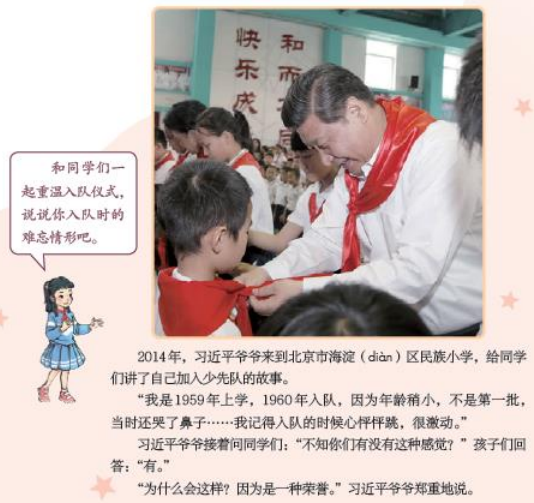 快乐成
和而
和同学们一
起重温入队仪式，
说说你入队时的
难忘情形吧。
2014年，习近平爷爷来到北京市海淀（diàn）区民族小学，给同学
们讲了自己加入少先队的故事。
“我是1959年上学，1960年入队，因为年龄稍小，不是第一批，
当时还哭了鼻子……我记得入队的时候心怦怦跳，很激动。”
习近平爷爷接着问同学们：“不知你们有没有这种感觉？”孩子们回
答：“有。”
“为什么会这样？因为是一种荣誉。”习近平爷爷郑重地说。